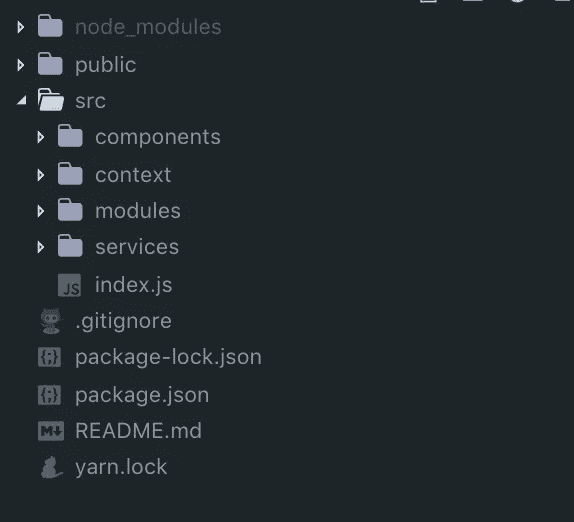 node_modules
public
src
components
context
modules
services
JS index.js
.gitignore
{;} package-lock.json
{;} package.json
M↓ README.md
yarn.lock